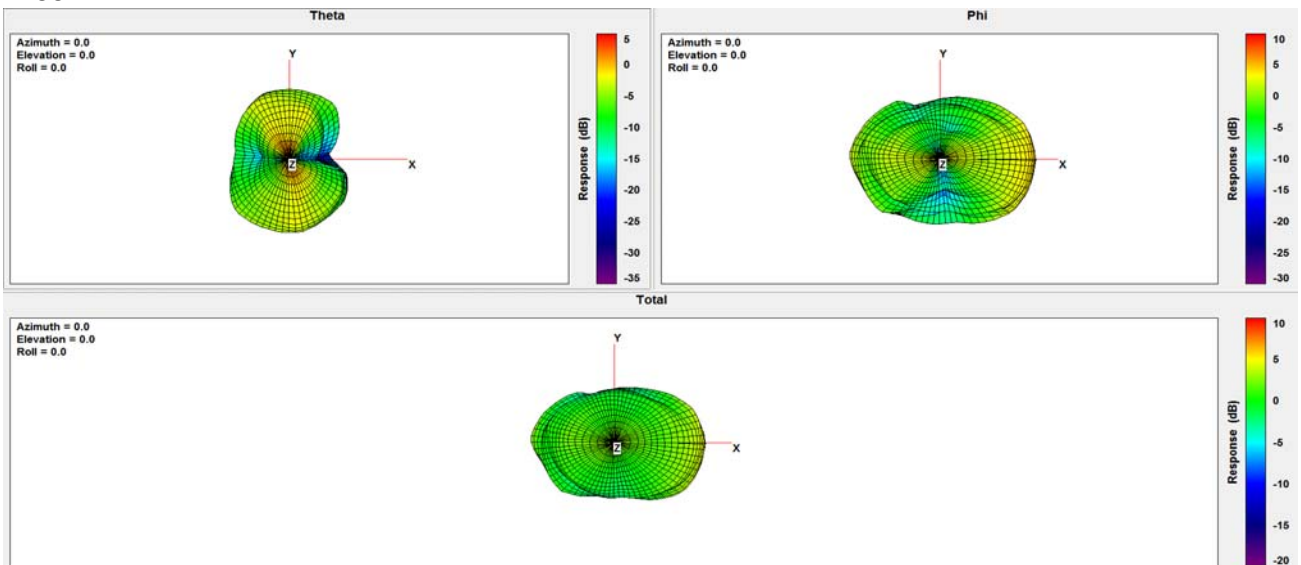 Theta
Azimuth = 0.0
Elevation = 0.0
Roll = 0.0
Y
X
Z
Response (dB)
5
0
-5
-10
-15
-20
-25
-30
-35
Phi
Azimuth = 0.0
Elevation = 0.0
Roll = 0.0
Y
X
Z
Response (dB)
10
5
0
-5
-10
-15
-20
-25
-30
Total
Azimuth = 0.0
Elevation = 0.0
Roll = 0.0
Y
X
Z
Response (dB)
10
5
0
-5
-10
-15
-20